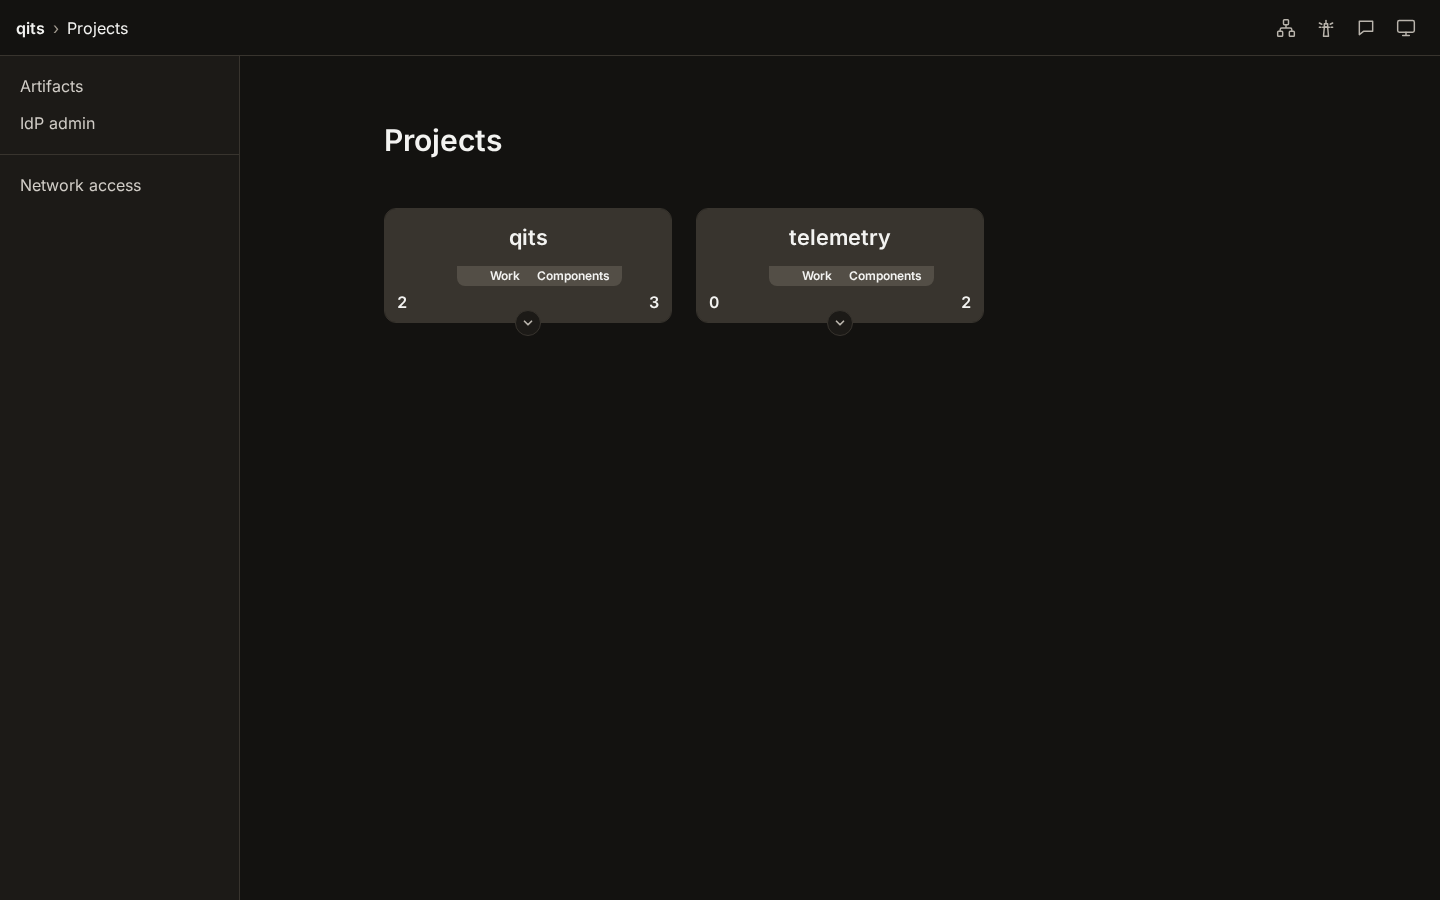 qits › Projects
Artifacts
IdP admin
Network access
Projects
qits
Work Components
2 3
telemetry
Work Components
0 2